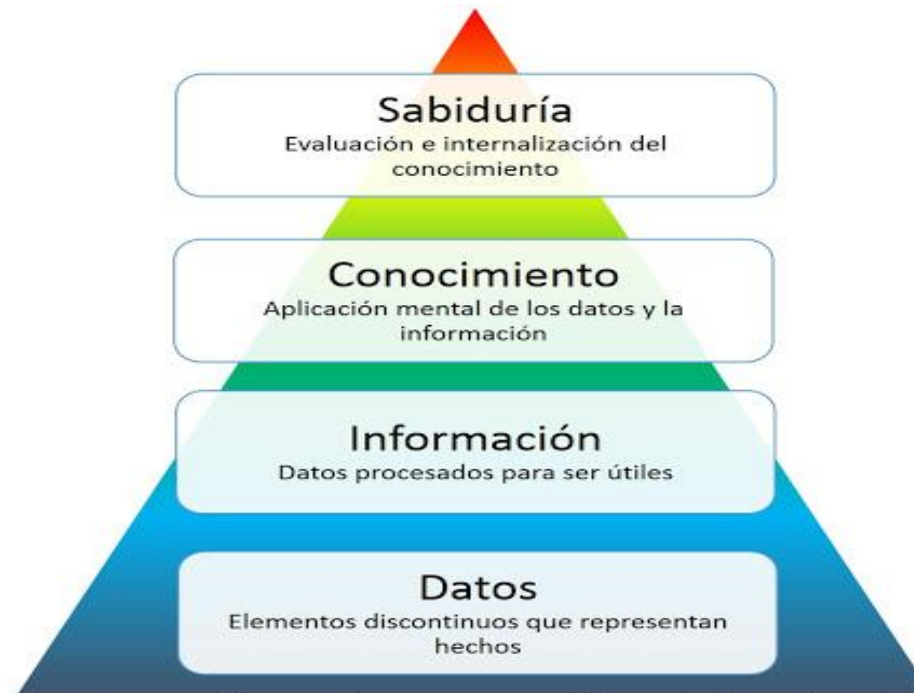 Sabiduría
Evaluación e internalización del
conocimiento
Conocimiento
Aplicación mental de los datos y la
información
Información
Datos procesados para ser útiles
Datos
Elementos discontinuos que representan
hechos